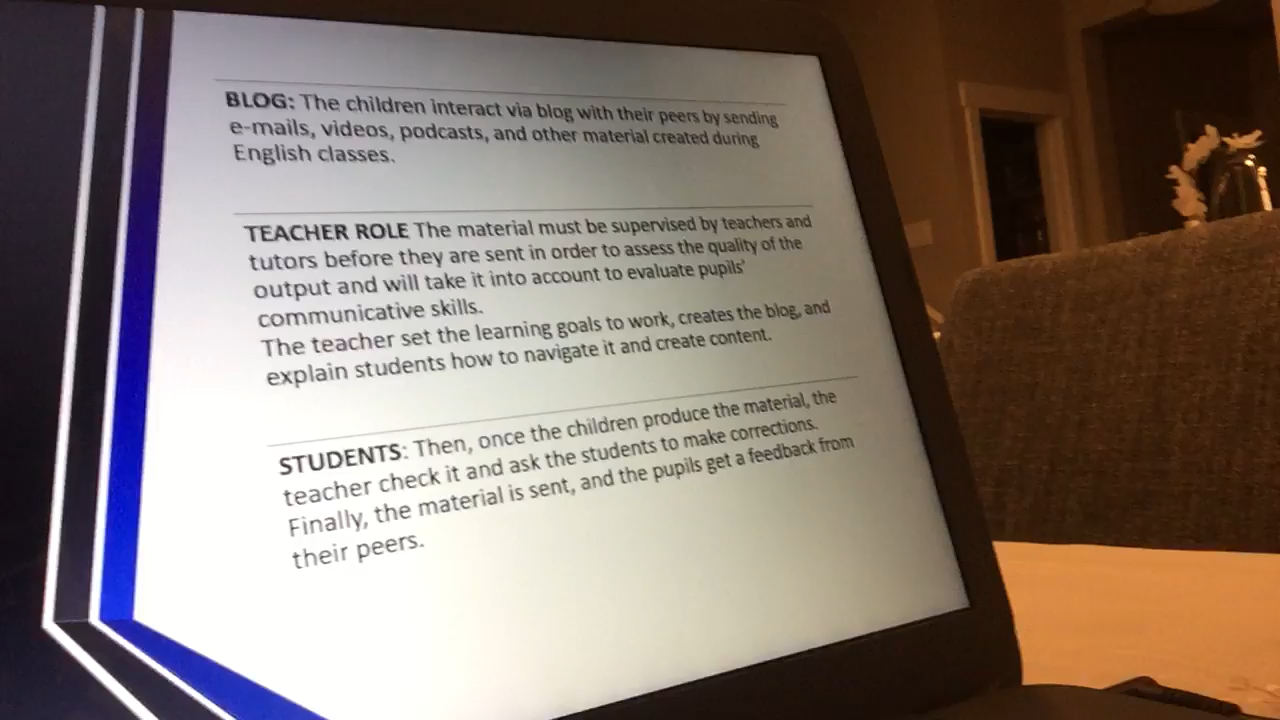 BLOG: The children interact via blog with their peers by sending
e-mails, videos, podcasts, and other material created during
English classes.
TEACHER ROLE The material must be supervised by teachers and
tutors before they are sent in order to assess the quality of the
output and will take it into account to evaluate pupils'
communicative skills.
The teacher set the learning goals to work, creates the blog, and
explain students how to navigate it and create content.
STUDENTS: Then, once the children produce the material, the
teacher check it and ask the students to make corrections.
Finally, the material is sent, and the pupils get a feedback from
their peers.